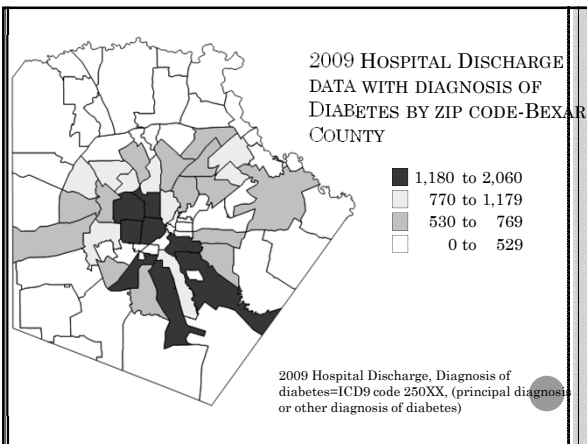 2009 HOSPITAL DISCHARGE
DATA WITH DIAGNOSIS OF
DIABETES BY ZIP CODE-BEXAR
COUNTY
1,180 to 2,060
770 to 1,179
530 to 769
0 to 529
2009 Hospital Discharge, Diagnosis of
diabetes=ICD9 code 250XX, (principal diagnosis
or other diagnosis of diabetes)